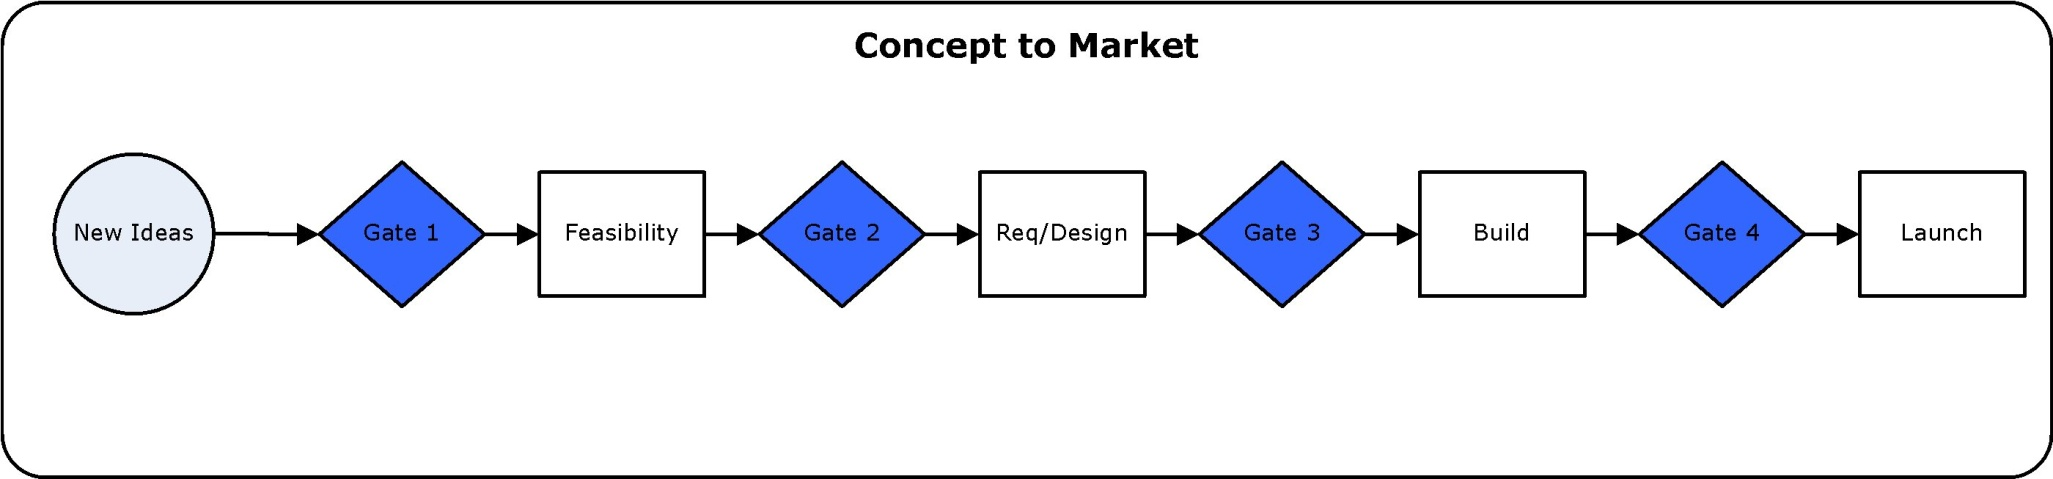 Concept to Market
New Ideas
Gate 1
Feasibility
Gate 2
Req/Design
Gate 3
Build
Gate 4
Launch